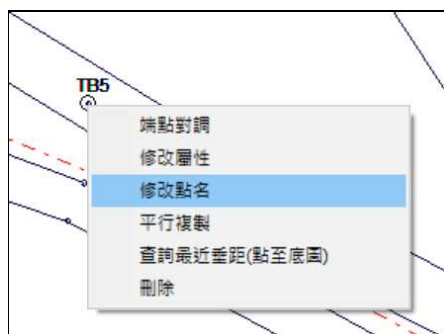 TB5
端點對調
修改屬性
修改點名
平行複製
查詢最近垂距(點至底圖)
刪除